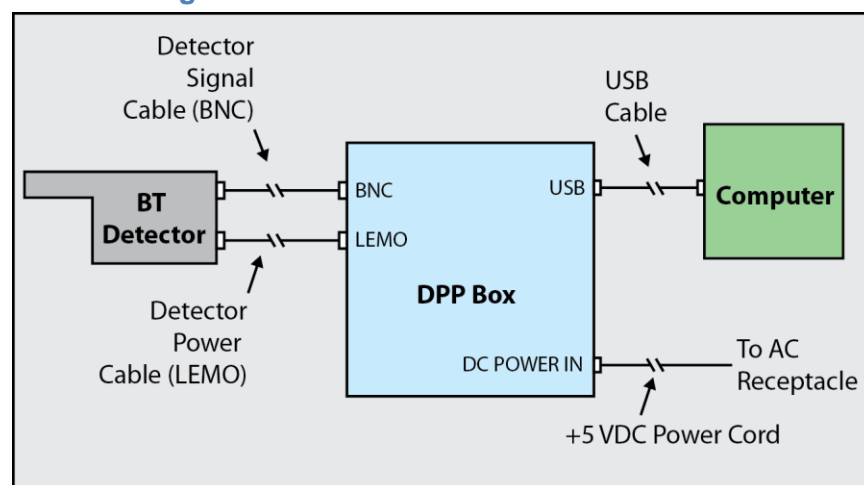 Detector
Signal
Cable (BNC)
USB
Cable
BT
Detector
BNC
LEMO
USB
DPP Box
DC POWER IN
Computer
Detector
Power
Cable (LEMO)
To AC
Receptacle
+5 VDC Power Cord